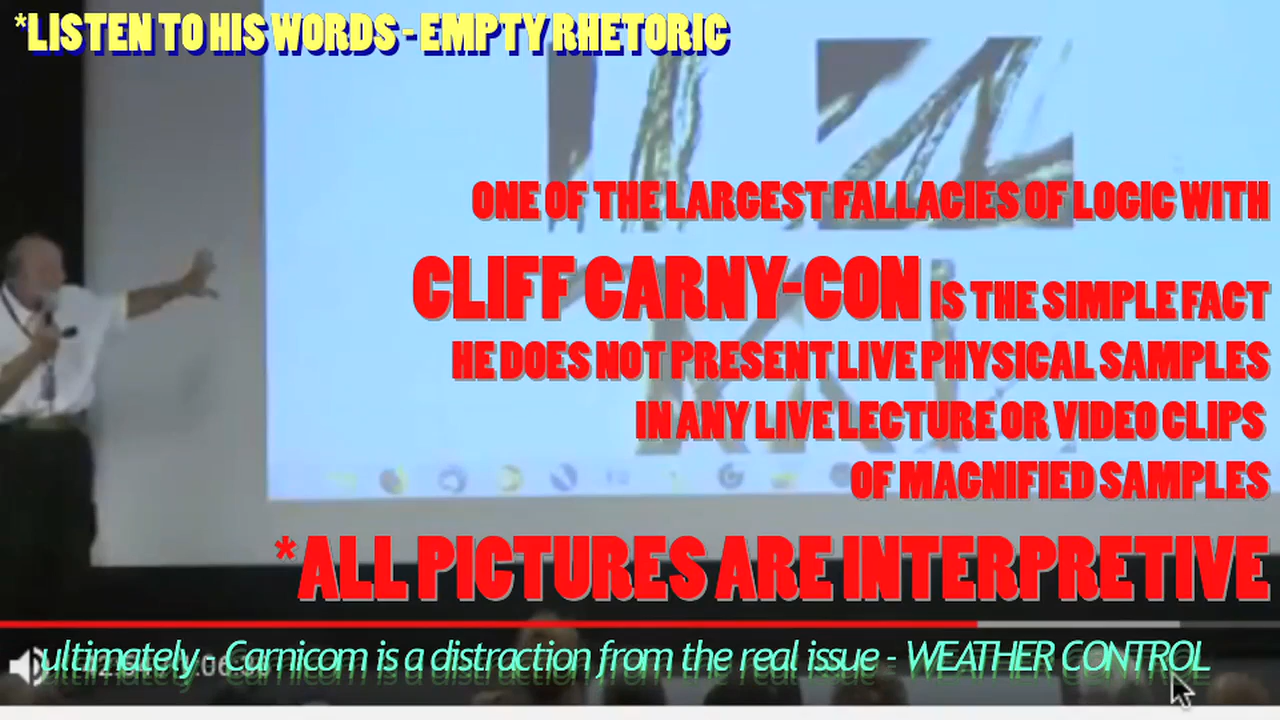 *LISTEN TO HIS WORDS - EMPTY RHETORIC
ONE OF THE LARGEST FALLACIES OF LOGIC WITH
CLIFF CARNY-CON IS THE SIMPLE FACT
HE DOES NOT PRESENT LIVE PHYSICAL SAMPLES
IN ANY LIVE LECTURE OR VIDEO CLIPS
OF MAGNIFIED SAMPLES
*ALL PICTURES ARE INTERPRETIVE
ultimately - Carnicom is a distraction from the real issue - WEATHER CONTROL